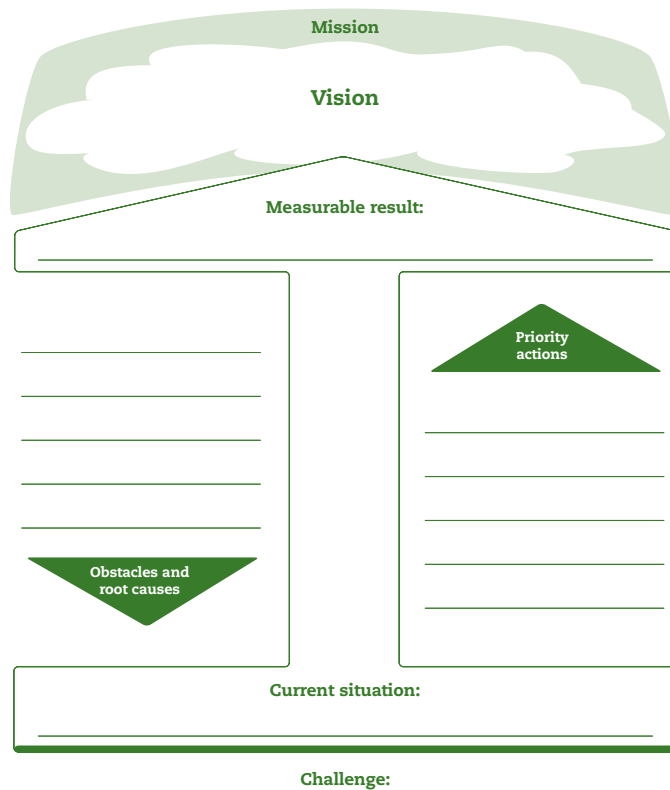 Mission
Vision
Measurable result:
Priority
actions
Obstacles and
root causes
Current situation:
Challenge: